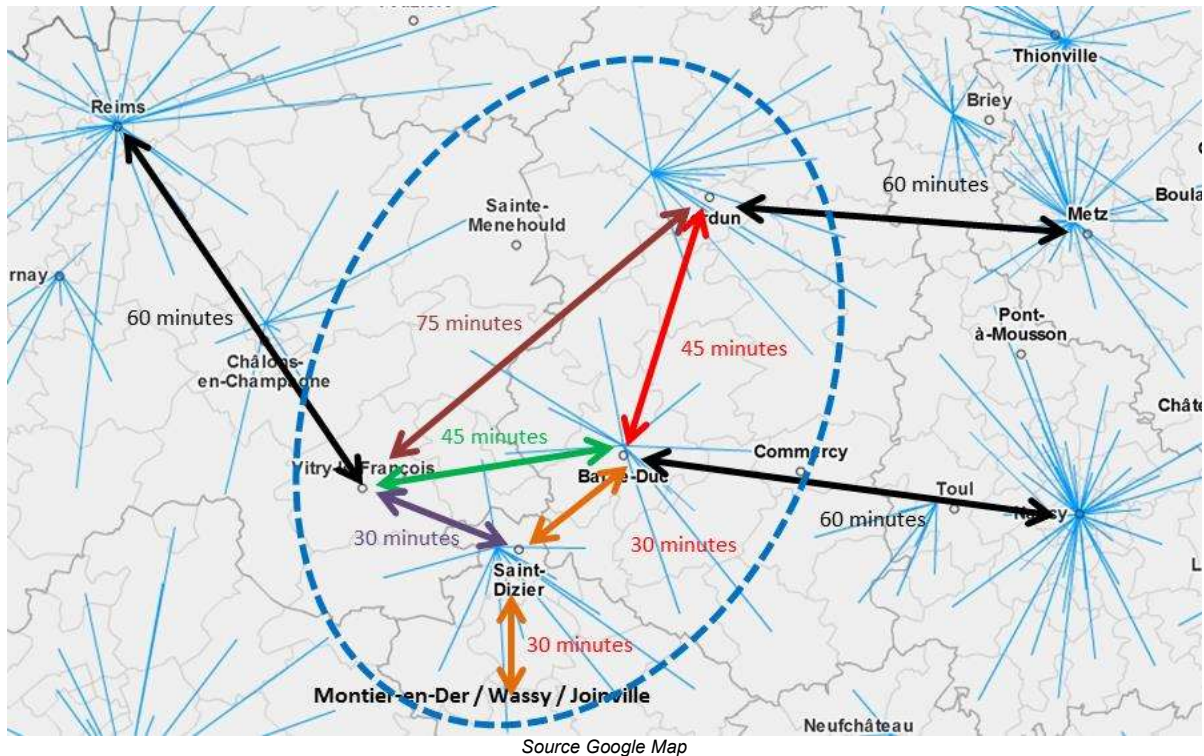 Reims
Thionville
Briey
60 minutes
Boula
Metz
Sainte-
Menehould
rdun
rnay
60 minutes
75 minutes
Pont-
à-Mousson
45 minutes
Châlons-
en-Champagne
Châte
45 minutes
Commercy
Vitry-le-François
Bar-le-Duc
Toul
Nancy
60 minutes
30 minutes
30 minutes
Saint-
Dizier
30 minutes
Montier-en-Der / Wassy / Joinville
Neufchâteau
Source Google Map